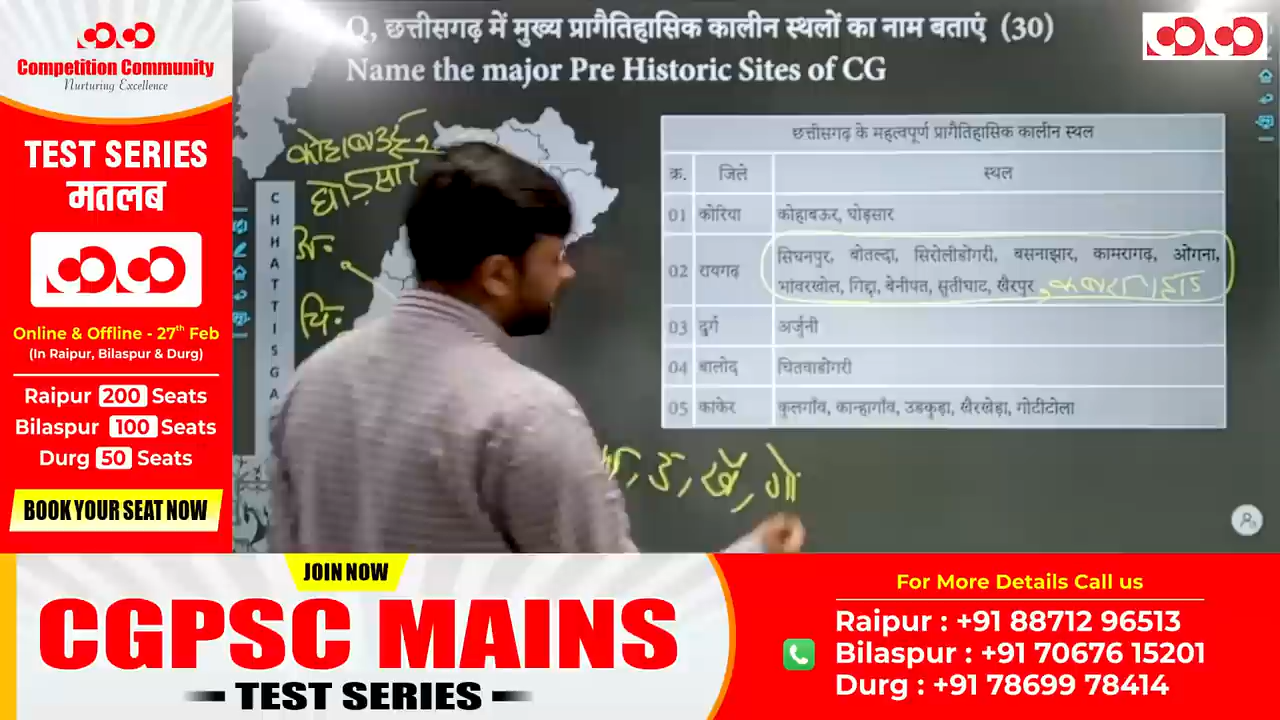 Competition Community
Nurturing Excellence
TEST SERIES
मतलब
Online & Offline - 27th Feb
(In Raipur, Bilaspur & Durg)
Raipur 200 Seats
Bilaspur 100 Seats
Durg 50 Seats
BOOK YOUR SEAT NOW
Q, छत्तीसगढ़ में मुख्य प्रागैतिहासिक कालीन स्थलों का नाम बताएं (30)
Name the major Pre Historic Sites of CG
घोड़सार
अ॰
चि॰
CHHATTISGA
छत्तीसगढ़ के महत्वपूर्ण प्रागैतिहासिक कालीन स्थल
क्र. जिले स्थल
01 कोरिया कोहाबऊर, घोड़सार
02 रायगढ़ सिंघनपुर, बोतल्दा, सिरोलीडोंगरी, बसनाझार, कामरागढ़, ओंगना,
भांवरखोल, गिद्दा, बेनीपत, सुतीघाट, खैरपुर, कबरा पहाड़
03 दुर्ग अर्जुनी
04 बालोद चितवाडोंगरी
05 कांकेर कुलगाँव, कान्हागाँव, उडकुड़ा, खैरखेड़ा, गोटीटोला
, उ, खै, गो
JOIN NOW
CGPSC MAINS
TEST SERIES
For More Details Call us
Raipur : +91 88712 96513
Bilaspur : +91 70676 15201
Durg : +91 78699 78414